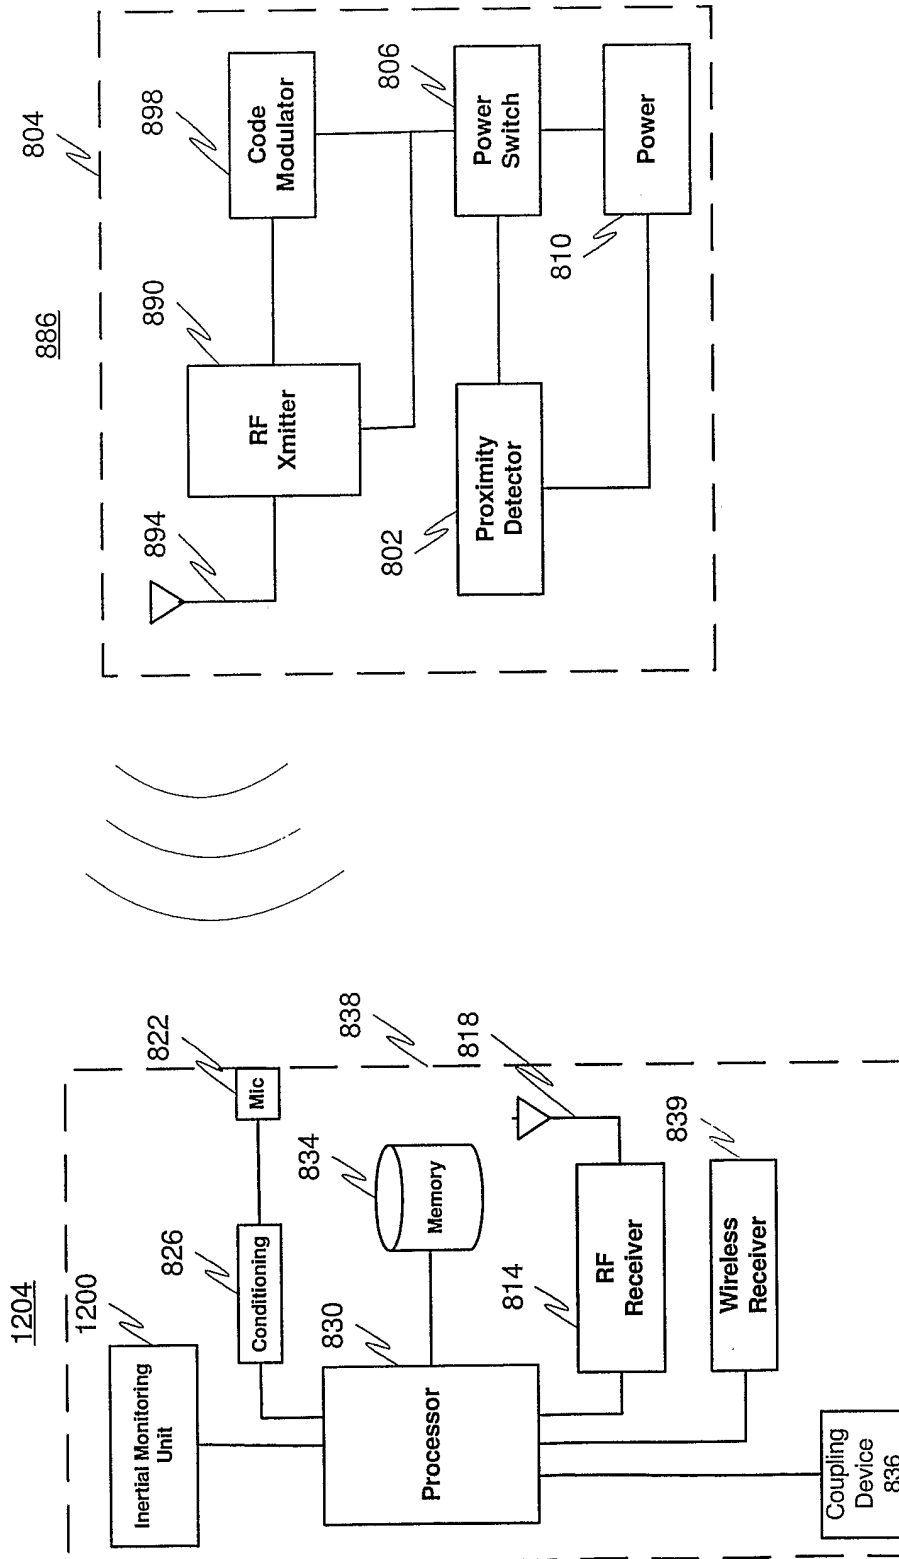 1204
1200
Inertial Monitoring
Unit
826
Conditioning
822
Mic
838
830
Processor
834
Memory
818
814
RF
Receiver
839
Wireless
Receiver
Coupling
Device
836
886
804
894
890
RF
Xmitter
898
Code
Modulator
802
Proximity
Detector
806
Power
Switch
810
Power